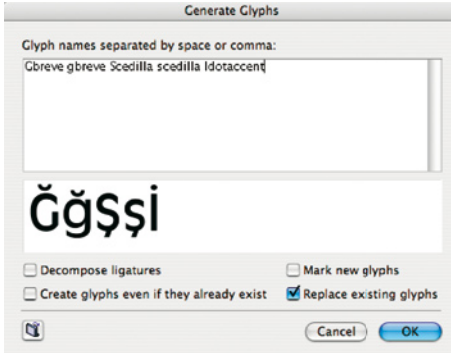 Generate Glyphs
Glyph names separated by space or comma:
Gbreve gbreve Scedilla scedilla Idotaccent
ĞğŞşİ
Decompose ligatures
Mark new glyphs
Create glyphs even if they already exist
Replace existing glyphs
Cancel
OK